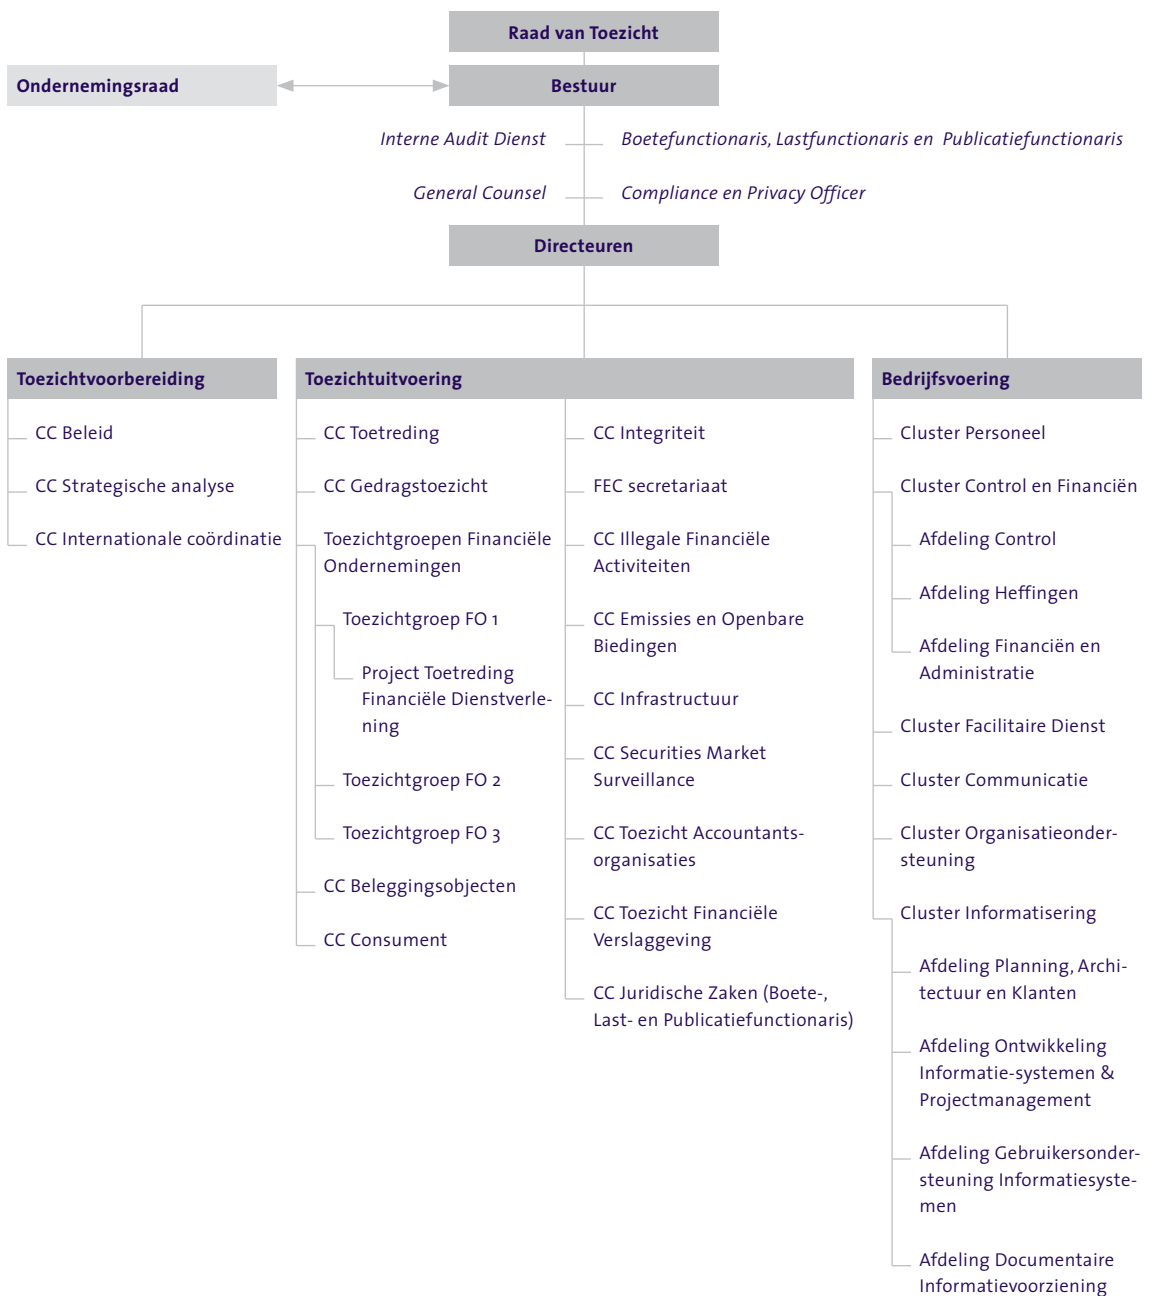 Raad van Toezicht
Ondernemingsraad
Bestuur
Interne Audit Dienst
Boetefunctionaris, Lastfunctionaris en Publicatiefunctionaris
General Counsel
Compliance en Privacy Officer
Directeuren
Toezichtvoorbereiding
CC Beleid
CC Strategische analyse
CC Internationale coördinatie
Toezichtuitvoering
CC Toetreding
CC Gedragstoezicht
Toezichtgroepen Financiële
Ondernemingen
Toezichtgroep FO 1
Project Toetreding
Financiële Dienstverle-
ning
Toezichtgroep FO 2
Toezichtgroep FO 3
CC Beleggingsobjecten
CC Consument
CC Integriteit
FEC secretariaat
CC Illegale Financiële
Activiteiten
CC Emissies en Openbare
Biedingen
CC Infrastructuur
CC Securities Market
Surveillance
CC Toezicht Accountants-
organisaties
CC Toezicht Financiële
Verslaggeving
CC Juridische Zaken (Boete-,
Last- en Publicatiefunctionaris)
Bedrijfsvoering
Cluster Personeel
Cluster Control en Financiën
Afdeling Control
Afdeling Heffingen
Afdeling Financiën en
Administratie
Cluster Facilitaire Dienst
Cluster Communicatie
Cluster Organisatieonder-
steuning
Cluster Informatisering
Afdeling Planning, Archi-
tectuur en Klanten
Afdeling Ontwikkeling
Informatie-systemen &
Projectmanagement
Afdeling Gebruikersonder-
steuning Informatiesyste-
men
Afdeling Documentaire
Informatievoorziening